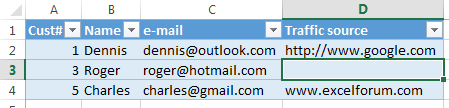 A B C D
1 Cust# Name e-mail Traffic source
2 1 Dennis dennis@outlook.com http://www.google.com
3 3 Roger roger@hotmail.com
4 5 Charles charles@gmail.com www.excelforum.com